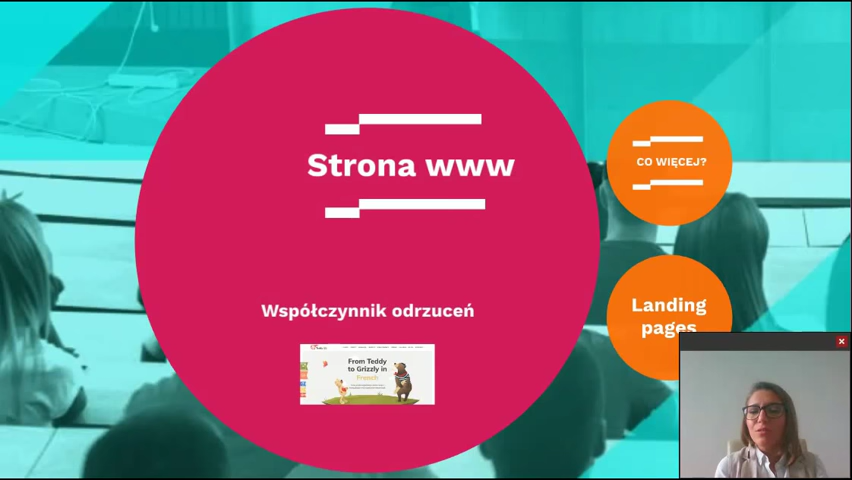 Strona www
CO WIĘCEJ?
Współczynnik odrzuceń
Landing
pages
From Teddy
to Grizzly in
French